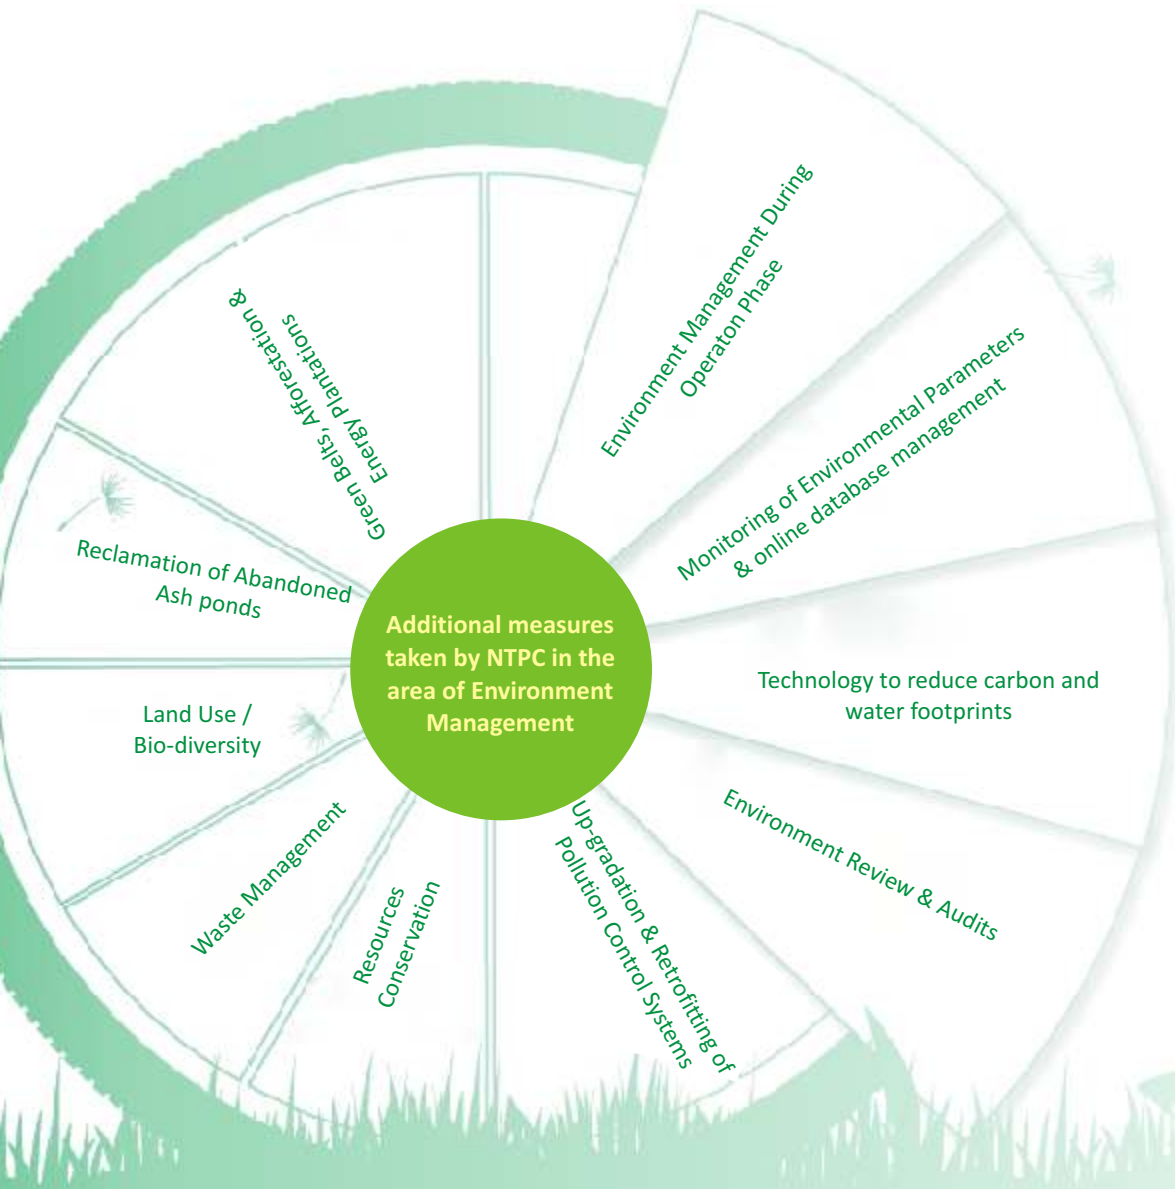 Additional measures
taken by NTPC in the
area of Environment
Management
Environment Management During
Operaton Phase
Monitoring of Environmental Parameters
& online database management
Technology to reduce carbon and
water footprints
Environment Review & Audits
Up-gradation & Retrofitting of
Pollution Control Systems
Resources
Conservation
Waste Management
Land Use /
Bio-diversity
Reclamation of Abandoned
Ash ponds
Green Belts, Afforestation &
Energy Plantations